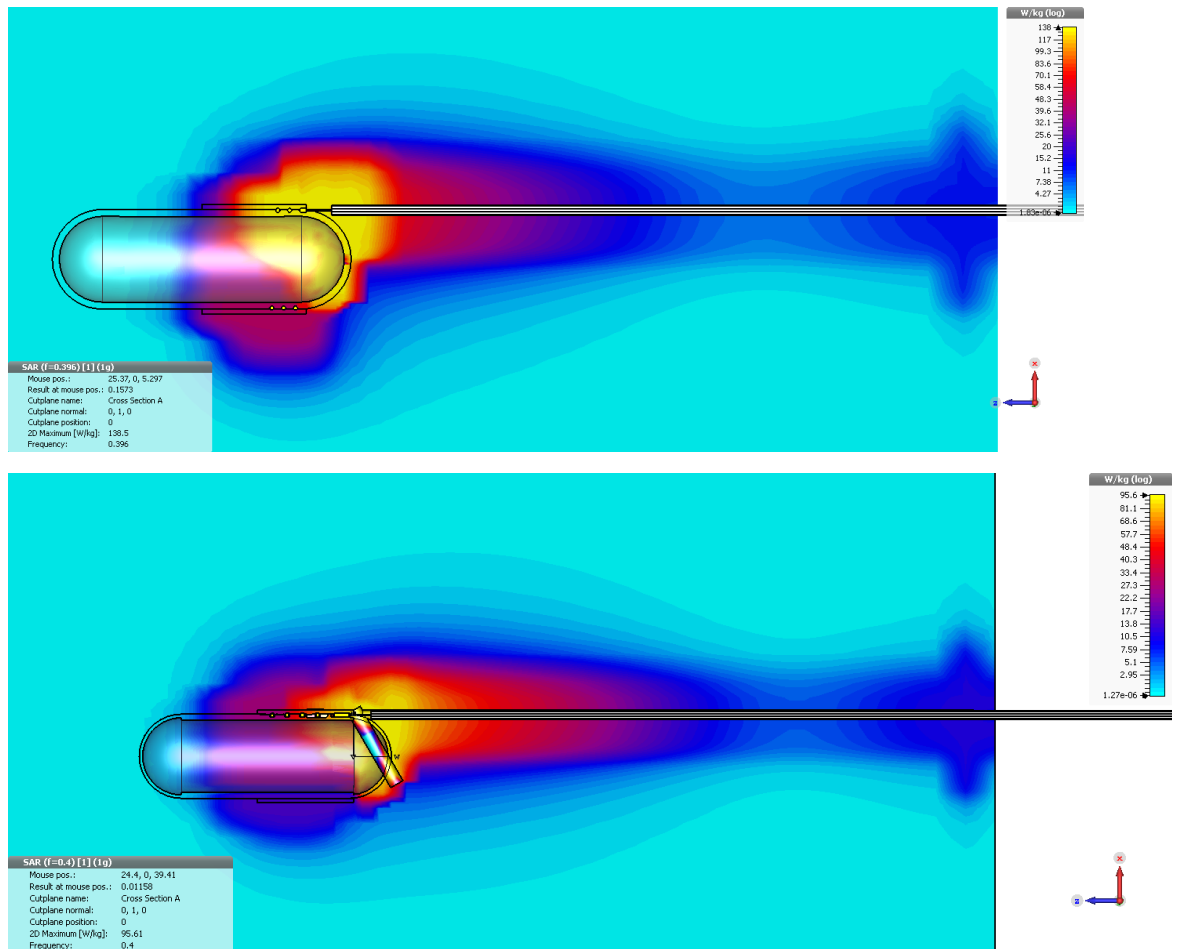 W/kg (log)
138
117
99.3
83.6
70.1
58.4
48.3
39.6
32.1
25.6
20
15.2
11
7.38
4.27
1.83e-06
x
z
SAR (f=0.396) [1] (1g)
Mouse pos.: 25.37, 0, 5.297
Result at mouse pos.: 0.1573
Cutplane name: Cross Section A
Cutplane normal: 0, 1, 0
Cutplane position: 0
2D Maximum [W/kg]: 138.5
Frequency: 0.396
W/kg (log)
95.6
81.1
68.6
57.7
48.4
40.3
33.4
27.3
22.2
17.7
13.8
10.5
7.59
5.1
2.95
1.27e-06
w
x
z
SAR (f=0.4) [1] (1g)
Mouse pos.: 24.4, 0, 39.41
Result at mouse pos.: 0.01158
Cutplane name: Cross Section A
Cutplane normal: 0, 1, 0
Cutplane position: 0
2D Maximum [W/kg]: 95.61
Frequency: 0.4